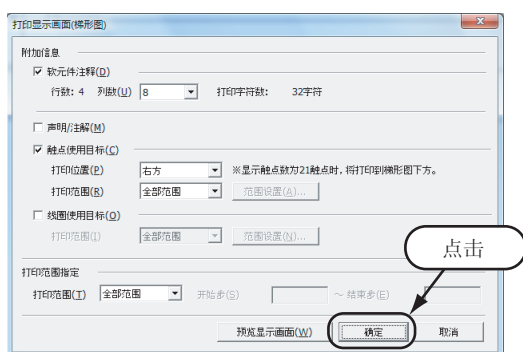 打印显示画面(梯形图)
附加信息
软元件注释(D)
行数: 4 列数(U) 8 打印字符数: 32字符
声明/注解(M)
触点使用目标(C)
打印位置(P) 右方 ※显示触点数为21触点时,将打印到梯形图下方。
打印范围(R) 全部范围 范围设置(A)...
线圈使用目标(O)
打印范围(I) 全部范围 范围设置(N)...
点击
打印范围指定
打印范围(T) 全部范围 开始步(S) ～ 结束步(E)
预览显示画面(W) 确定 取消